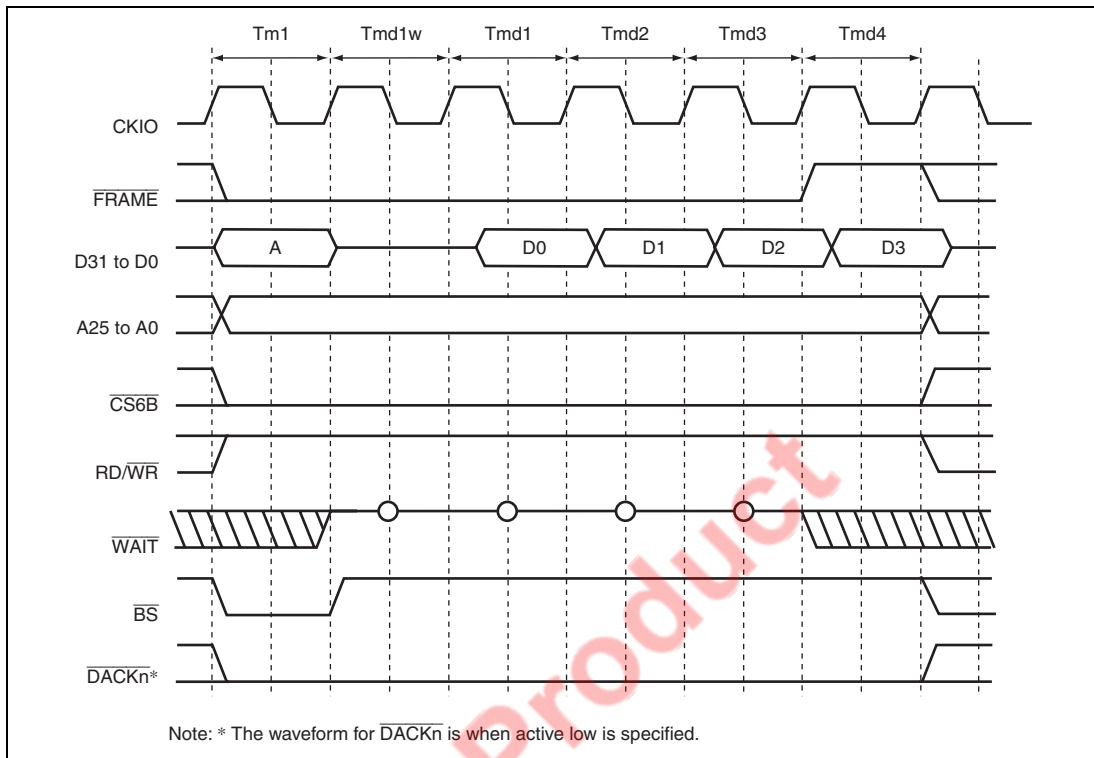 Tm1 Tmd1w Tmd1 Tmd2 Tmd3 Tmd4
CKIO
FRAME
D31 to D0 A D0 D1 D2 D3
A25 to A0
CS6B
RD/WR
WAIT
BS
DACKn*
Note: * The waveform for DACKn is when active low is specified.
Product